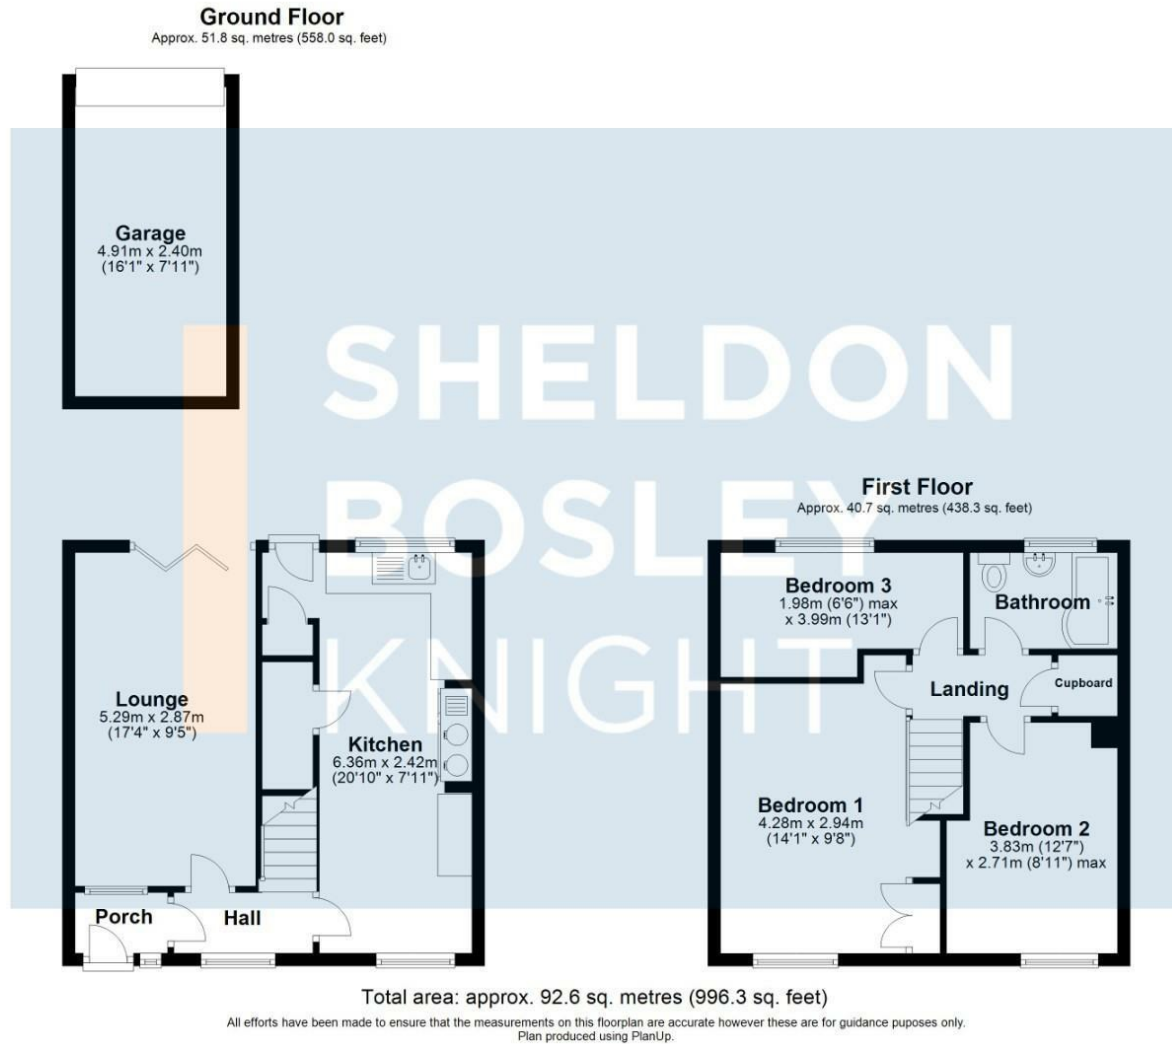 Ground Floor
Approx. 51.8 sq. metres (558.0 sq. feet)
Garage
4.91m x 2.40m
(16'1" x 7'11")
SHELDON
BOSLEY
KNIGHT
First Floor
Approx. 40.7 sq. metres (438.3 sq. feet)
Lounge
5.29m x 2.87m
(17'4" x 9'5")
Kitchen
6.36m x 2.42m
(20'10" x 7'11")
Porch
Hall
Bedroom 3
1.98m (6'6") max
x 3.99m (13'1")
Bathroom
Landing
Cupboard
Bedroom 1
4.28m x 2.94m
(14'1" x 9'8")
Bedroom 2
3.83m (12'7")
x 2.71m (8'11") max
Total area: approx. 92.6 sq. metres (996.3 sq. feet)
All efforts have been made to ensure that the measurements on this floorplan are accurate however these are for guidance puposes only.
Plan produced using PlanUp.